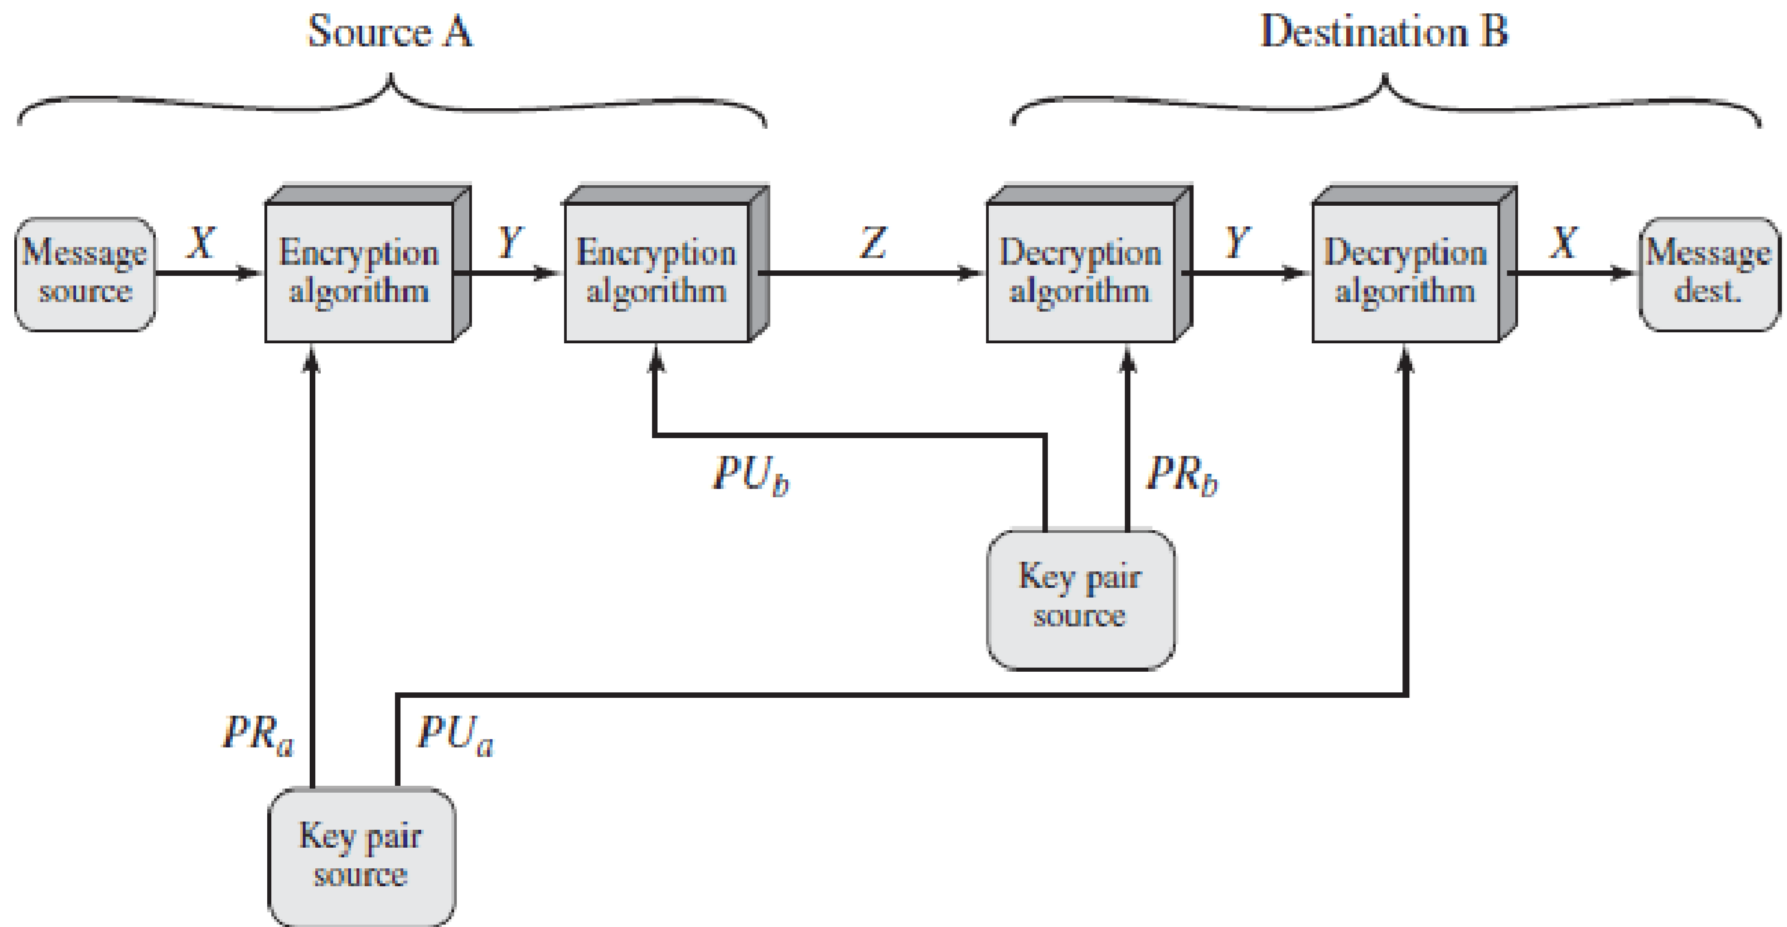 Source A
Destination B
Message
source
X
Encryption
algorithm
Y
Encryption
algorithm
Z
Decryption
algorithm
Y
Decryption
algorithm
X
Message
dest.
PUb
PRb
Key pair
source
PRa
PUa
Key pair
source